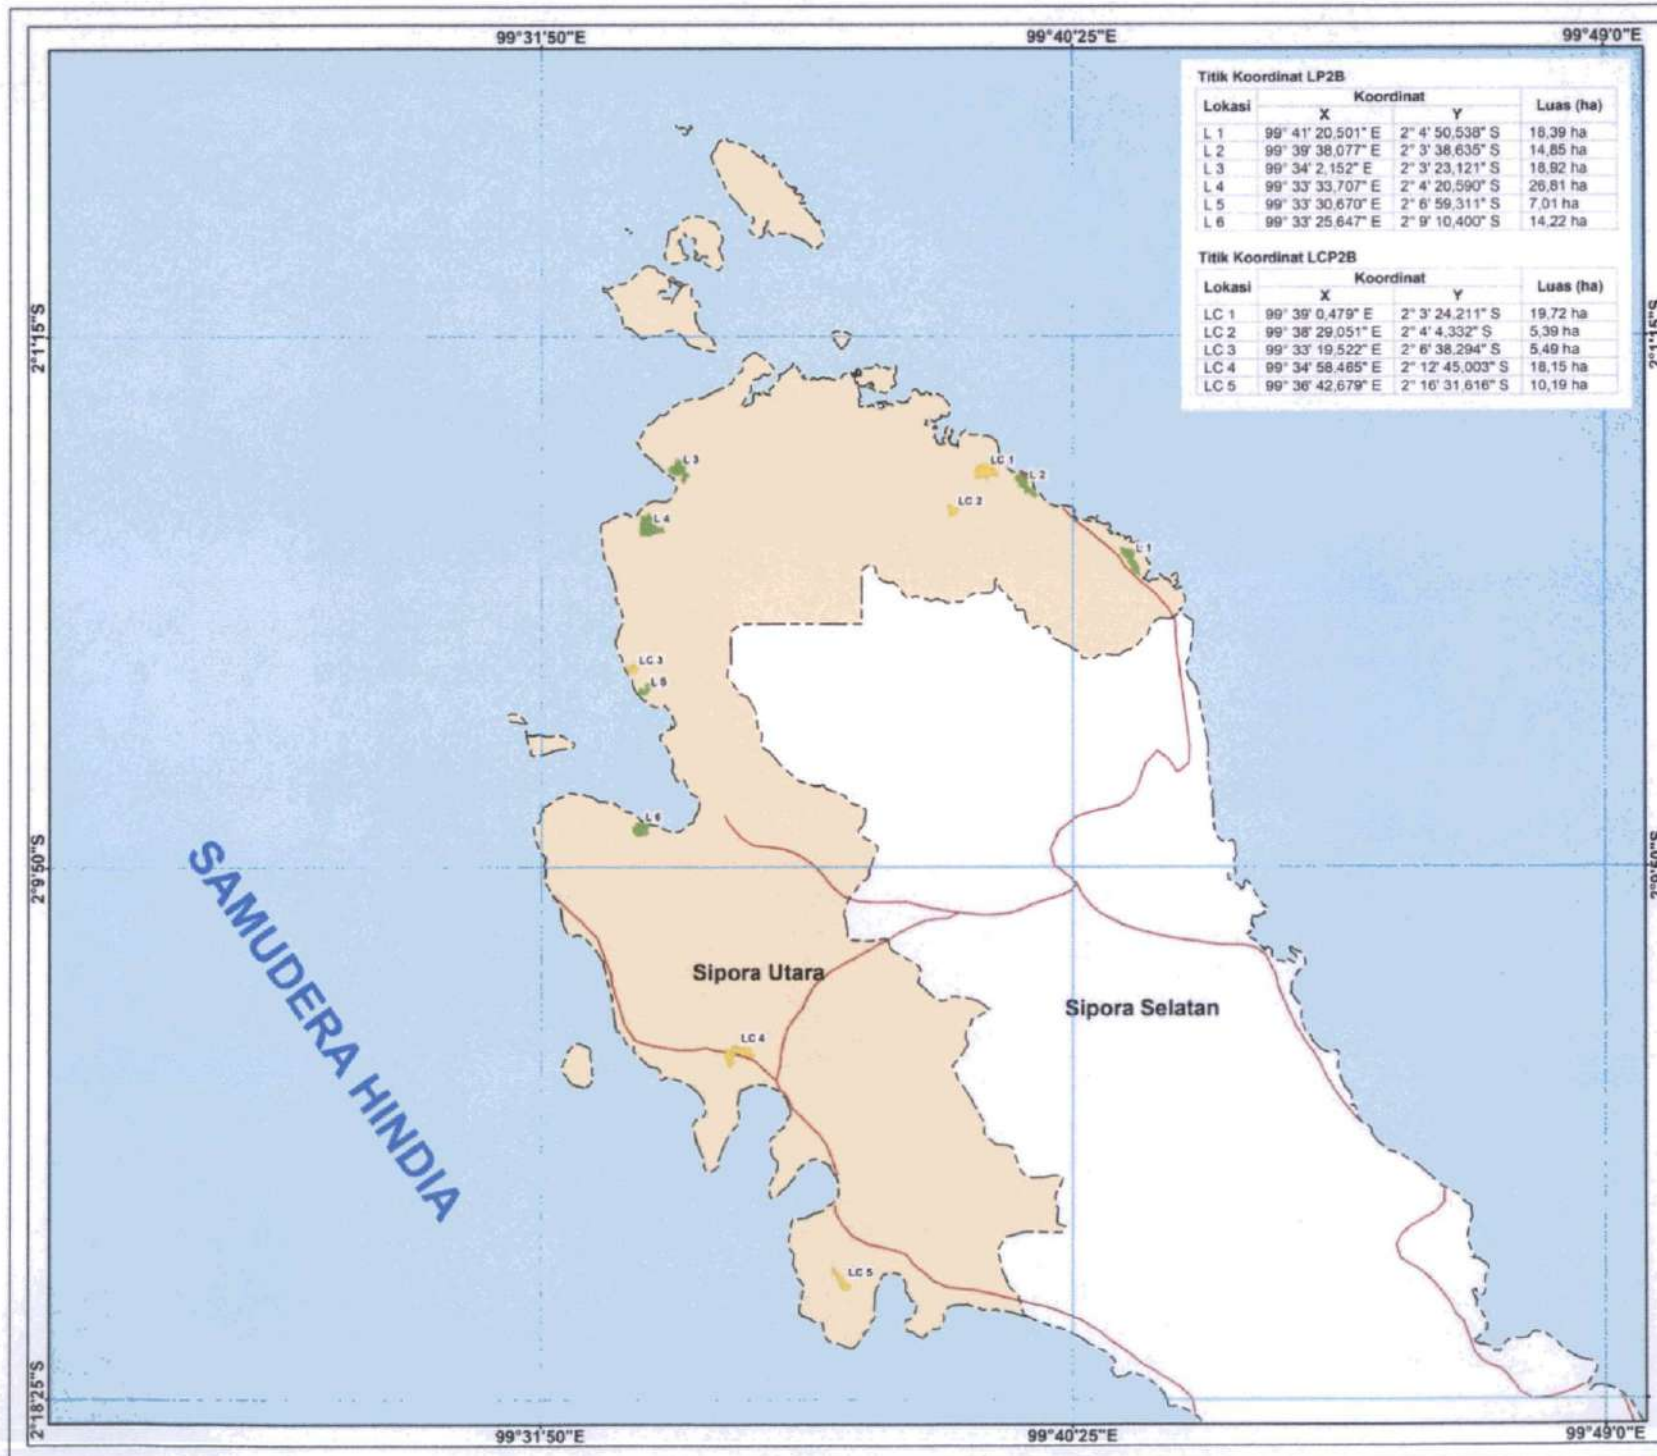 99°31'50"E 99°40'25"E 99°49'0"E
Titik Koordinat LP2B
Lokasi Koordinat Luas (ha)
X Y
L 1 99° 41' 20,501" E 2° 4' 50,538" S 18,39 ha
L 2 99° 39' 38,077" E 2° 3' 38,635" S 14,85 ha
L 3 99° 34' 2,152" E 2° 3' 23,121" S 18,92 ha
L 4 99° 33' 33,707" E 2° 4' 20,590" S 26,81 ha
L 5 99° 33' 30,670" E 2° 6' 59,311" S 7,01 ha
L 6 99° 33' 25,647" E 2° 9' 10,400" S 14,22 ha
Titik Koordinat LCP2B
Lokasi Koordinat Luas (ha)
X Y
LC 1 99° 39' 0,479" E 2° 3' 24,211" S 19,72 ha
LC 2 99° 38' 29,051" E 2° 4' 4,332" S 5,39 ha
LC 3 99° 33' 19,522" E 2° 6' 38,294" S 5,49 ha
LC 4 99° 34' 58,465" E 2° 12' 45,003" S 18,15 ha
LC 5 99° 36' 42,679" E 2° 16' 31,616" S 10,19 ha
2°1'15"S
2°1'15"S
L 3
LC 1
L 2
LC 2
L 4
L 1
LC 3
L 5
L 6
2°9'50"S
2°9'50"S
SAMUDERA HINDIA
Sipora Utara
Sipora Selatan
LC 4
LC 5
2°18'25"S
99°31'50"E 99°40'25"E 99°49'0"E